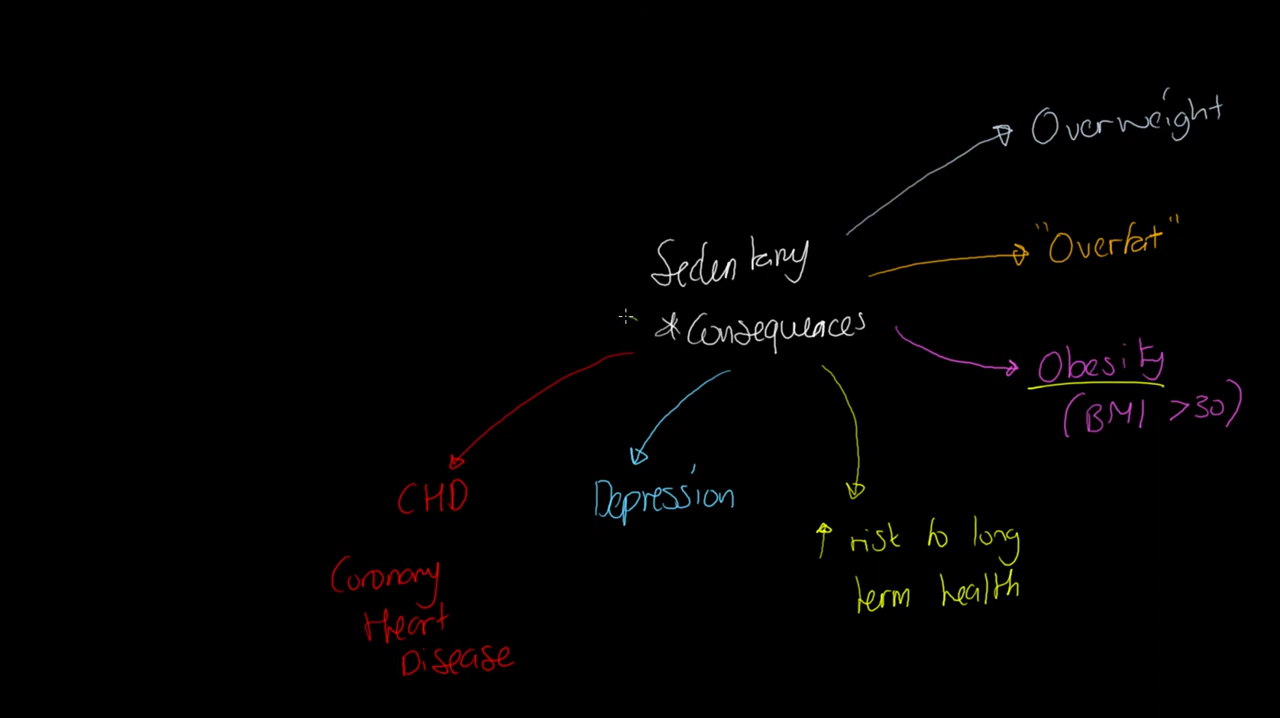 Overweight
"Overfat"
Sedentary
*Consequences
Obesity
(BMI >30)
CHD
Depression
↑ risk to long
term health
Coronary
Heart
Disease